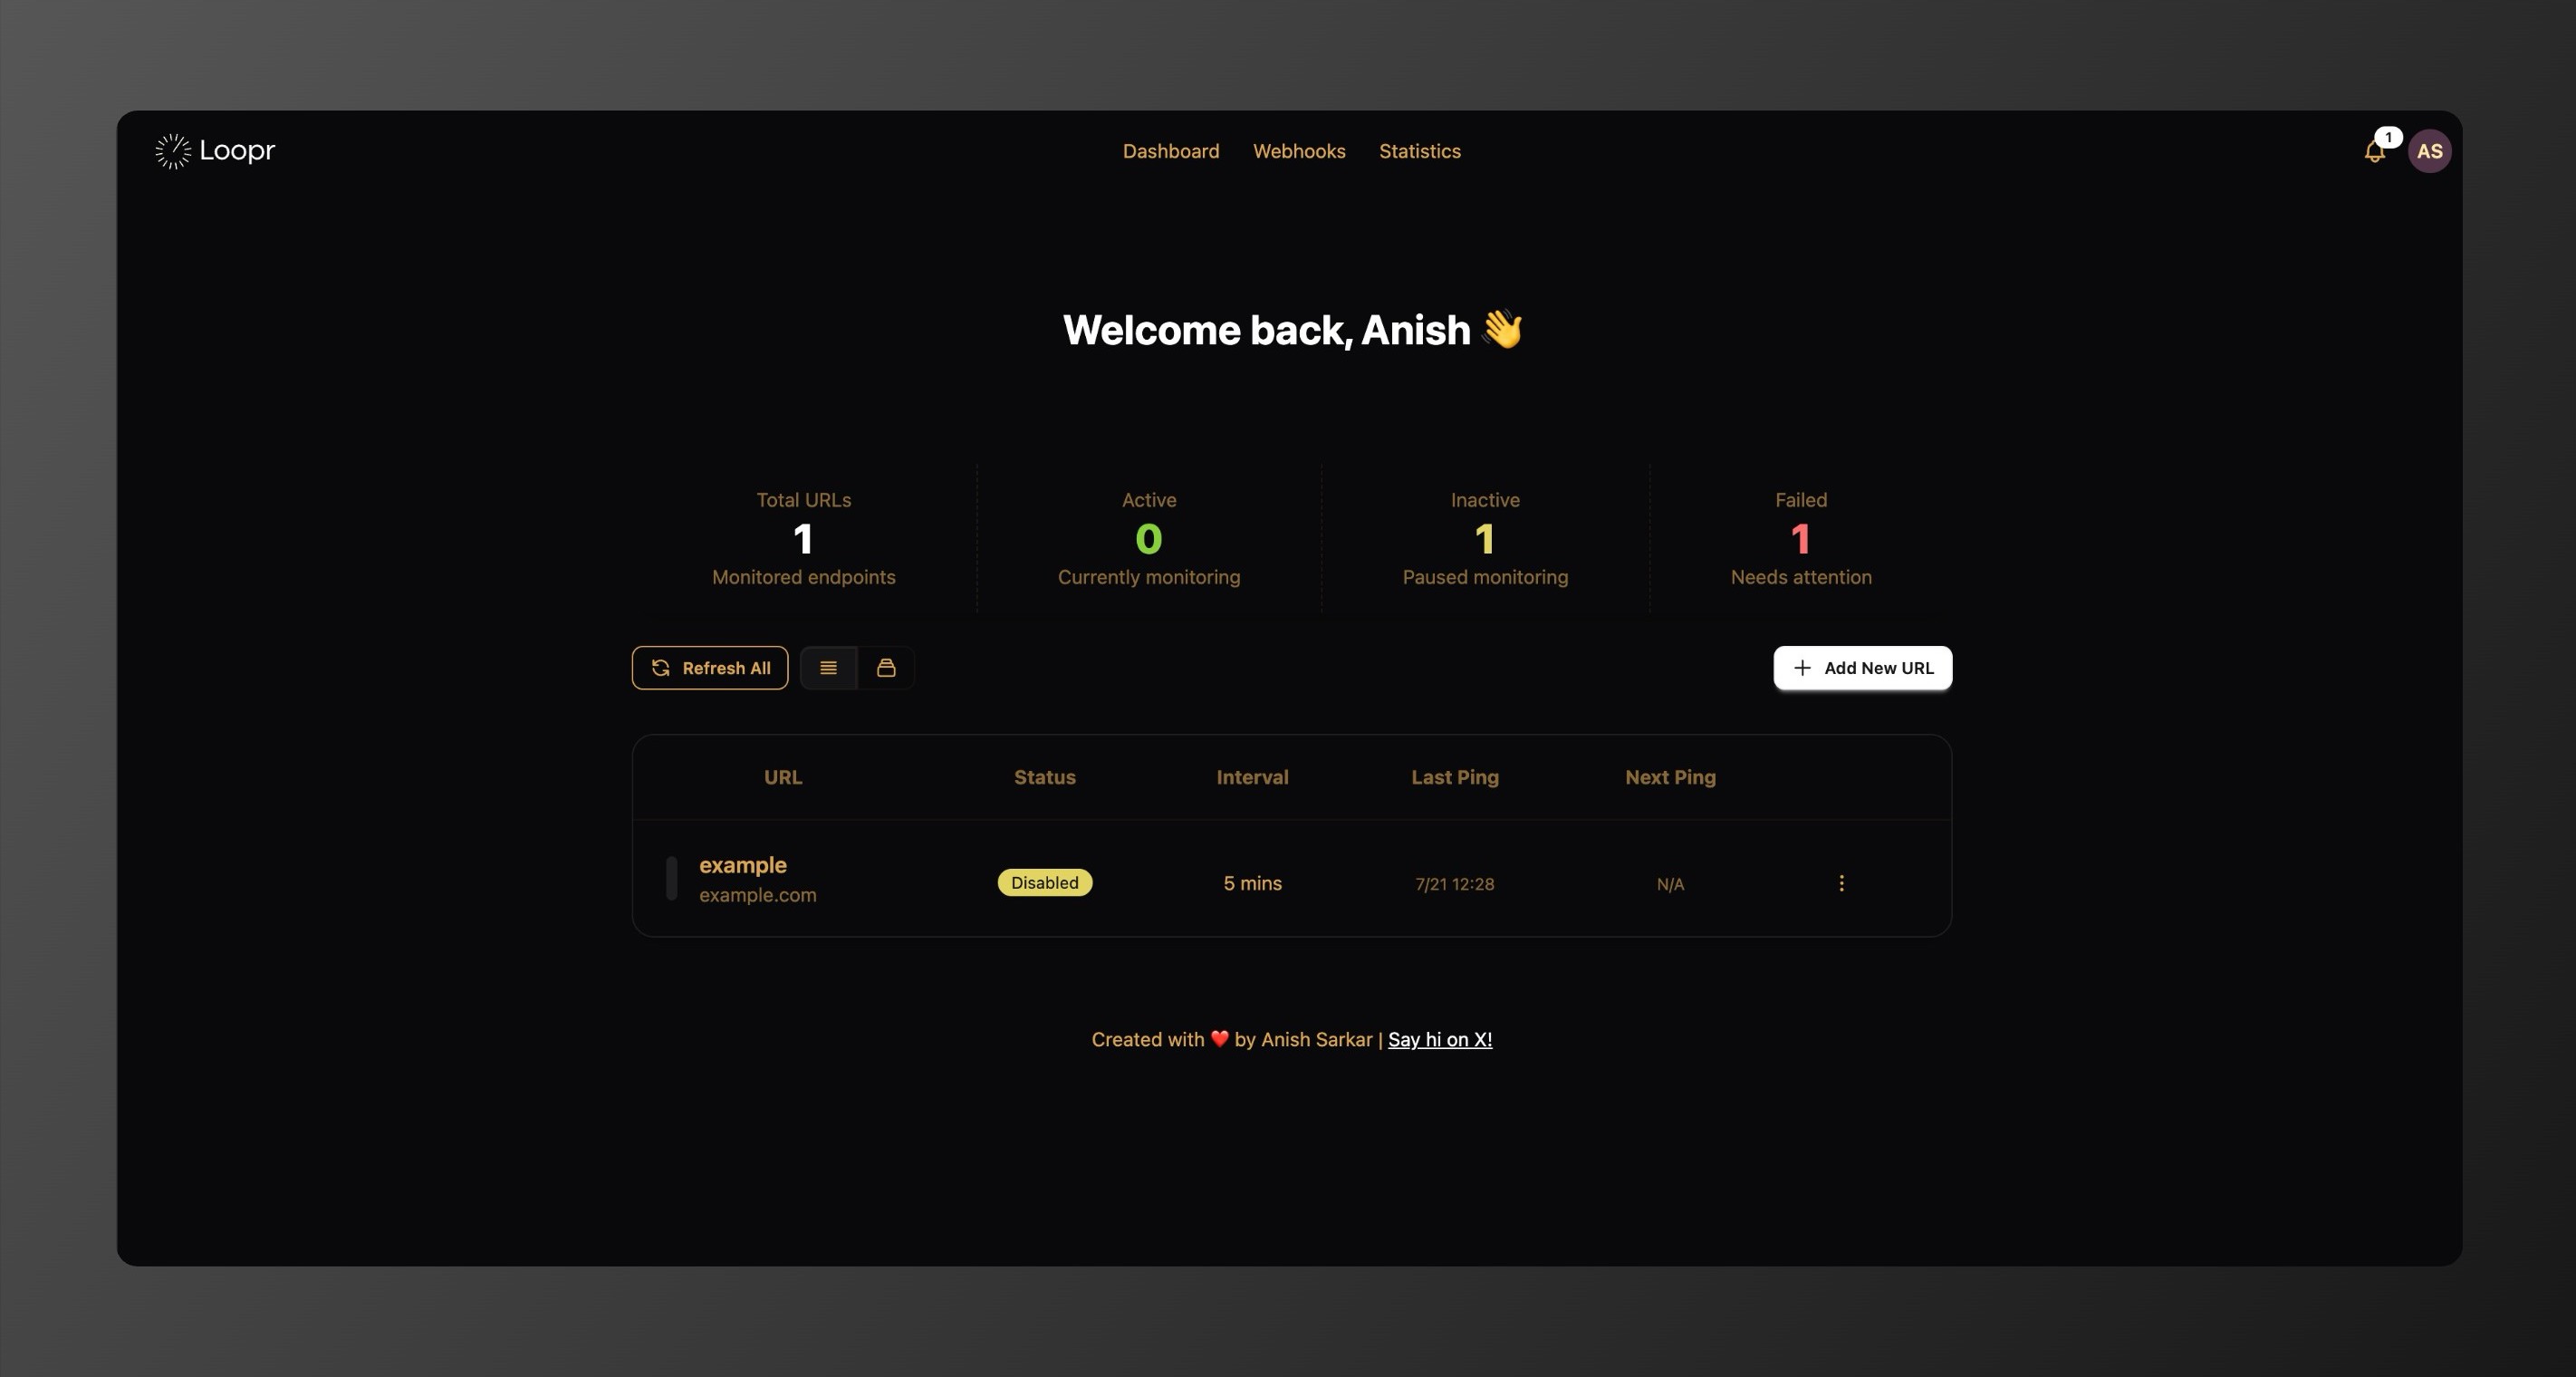 Loopr
Dashboard Webhooks Statistics
1
AS
Welcome back, Anish 👋
Total URLs Active Inactive Failed
1 0 1 1
Monitored endpoints Currently monitoring Paused monitoring Needs attention
Refresh All
Add New URL
URL Status Interval Last Ping Next Ping
example
example.com
Disabled 5 mins 7/21 12:28 N/A
Created with ❤️ by Anish Sarkar | Say hi on X!